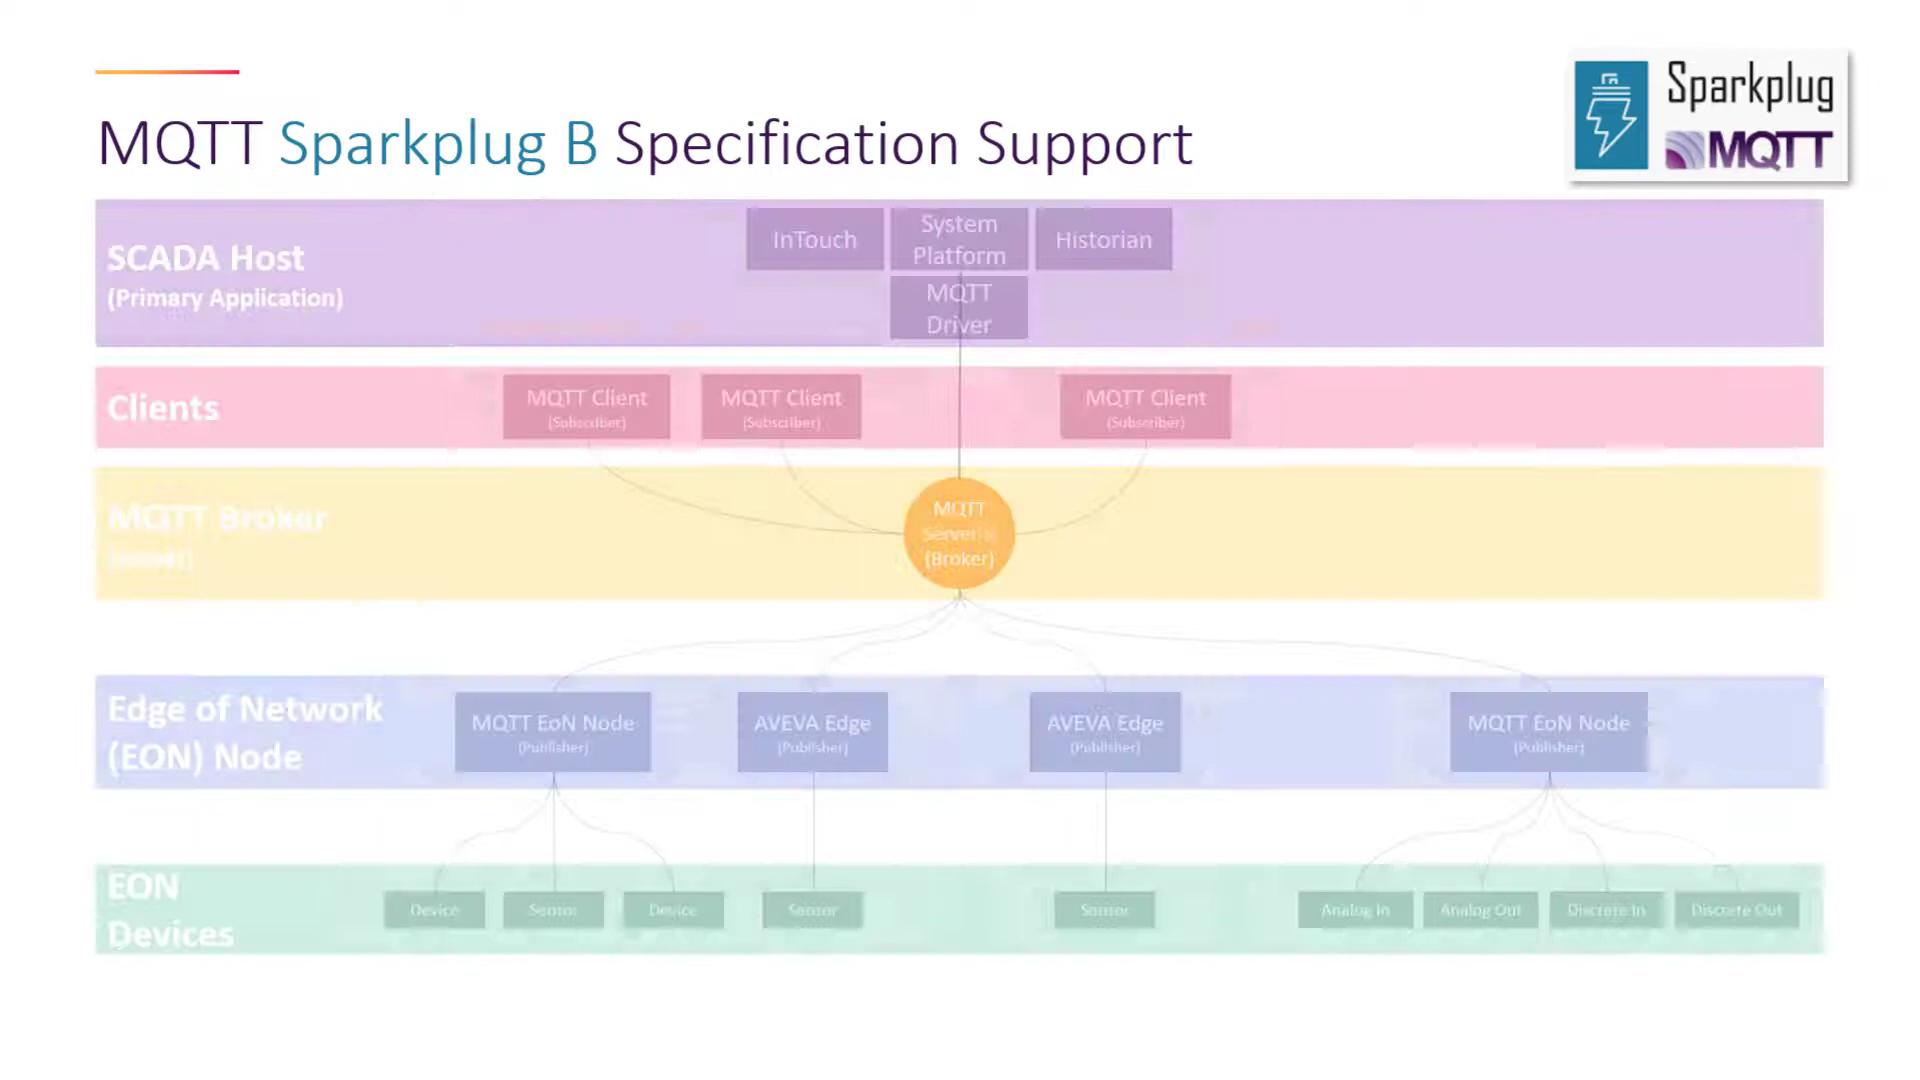 MQTT Sparkplug B Specification Support
Sparkplug
MQTT
SCADA Host
(Primary Application)
InTouch
System
Platform
Historian
MQTT
Driver
Clients
MQTT Client
(Subscriber)
MQTT Client
(Subscriber)
MQTT Client
(Subscriber)
MQTT Broker
MQTT
(Broker)
Edge of Network
(EON) Node
MQTT EoN Node
(Publisher)
AVEVA Edge
(Publisher)
AVEVA Edge
(Publisher)
MQTT EoN Node
(Publisher)
EON
Devices
Device
Sensor
Device
Sensor
Sensor
Analog In
Analog Out
Discrete In
Discrete Out